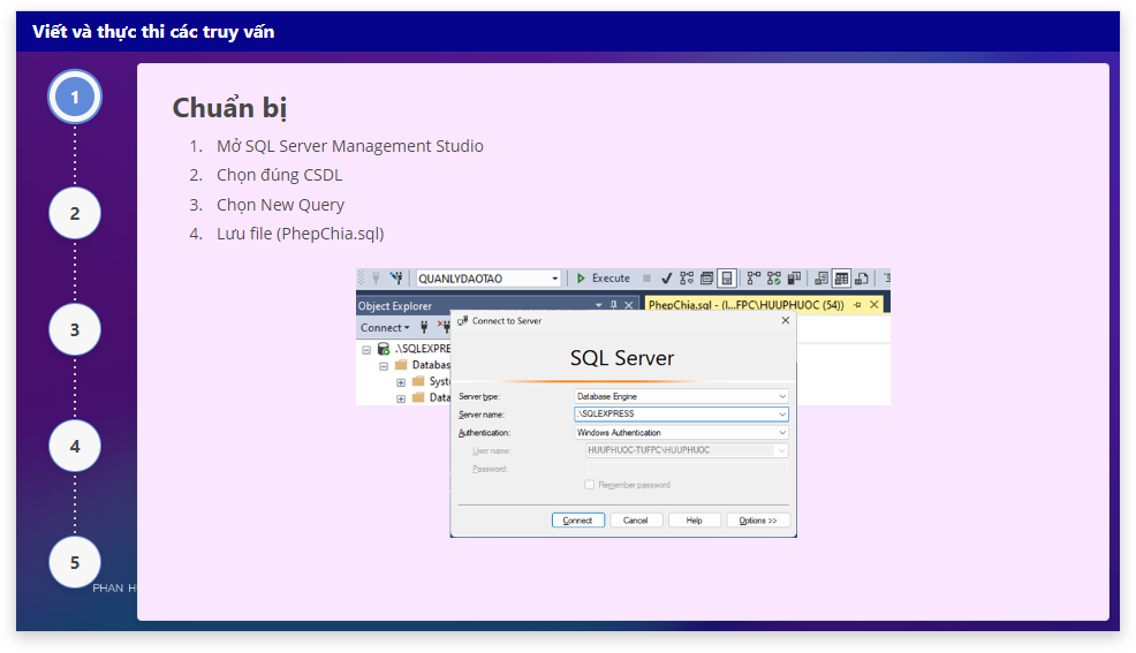 Viết và thực thi các truy vấn
1
2
3
4
5
PHAN H
Chuẩn bị
1. Mở SQL Server Management Studio
2. Chọn đúng CSDL
3. Chọn New Query
4. Lưu file (PhepChia.sql)
QUANLYDAOTAO
Execute
Object Explorer
PhepChia.sql - (l...FPC\HUUPHUOC (54))
Connect
.\SQLEXPRE
Databas
Syst
Data
Connect to Server
SQL Server
Server type: Database Engine
Server name: .\SQLEXPRESS
Authentication: Windows Authentication
User name: HUUPHUOC-TUFPC\HUUPHUOC
Password:
Remember password
Connect Cancel Help Options >>